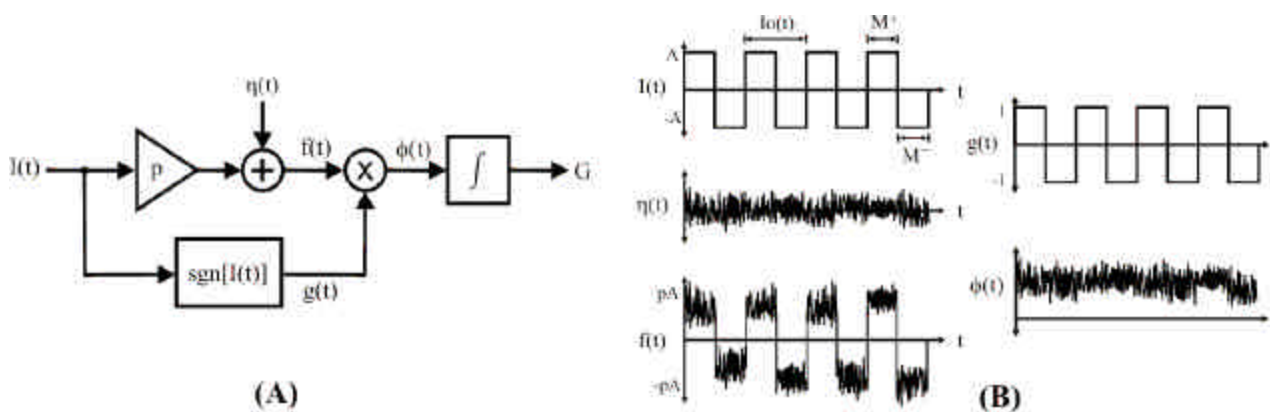 I(t)
p
η(t)
+
f(t)
×
ϕ(t)
∫
G
sgn[I(t)]
g(t)
(A)
Io(t)
M⁺
A
I(t)
-A
t
M⁻
η(t)
t
pA
f(t)
-pA
t
1
g(t)
-1
ϕ(t)
(B)